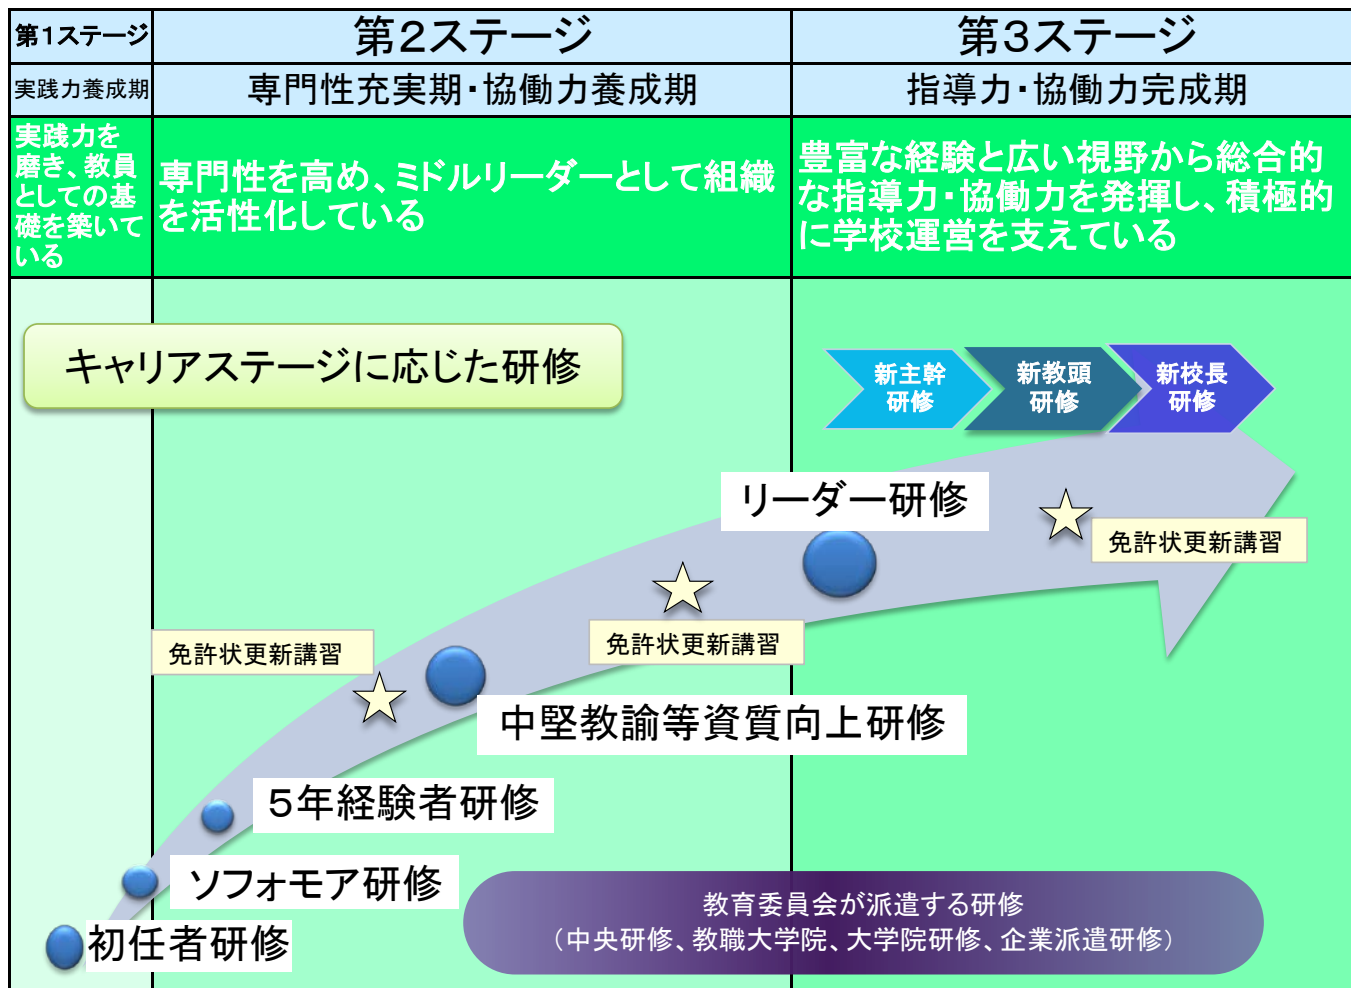 第1ステージ
第2ステージ
第3ステージ
実践力養成期
専門性充実期・協働力養成期
指導力・協働力完成期
実践力を
磨き、教員
としての基
礎を築いて
いる
専門性を高め、ミドルリーダーとして組織
を活性化している
豊富な経験と広い視野から総合的
な指導力・協働力を発揮し、積極的
に学校運営を支えている
キャリアステージに応じた研修
新主幹
研修
新教頭
研修
新校長
研修
リーダー研修
免許状更新講習
免許状更新講習
免許状更新講習
中堅教諭等資質向上研修
5年経験者研修
ソフォモア研修
初任者研修
教育委員会が派遣する研修
(中央研修、教職大学院、大学院研修、企業派遣研修)